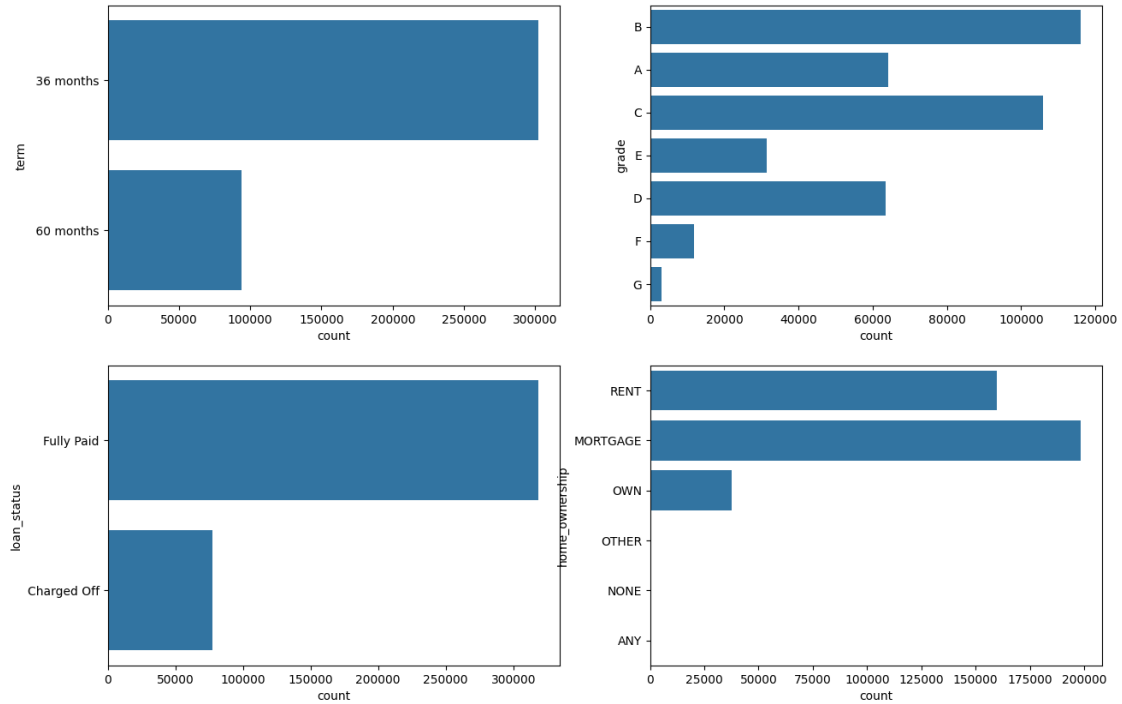 term
36 months
60 months
0 50000 100000 150000 200000 250000 300000
count
grade
B
A
C
E
D
F
G
0 20000 40000 60000 80000 100000 120000
count
loan_status
Fully Paid
Charged Off
0 50000 100000 150000 200000 250000 300000
count
home_ownership
RENT
MORTGAGE
OWN
OTHER
NONE
ANY
0 25000 50000 75000 100000 125000 150000 175000 200000
count